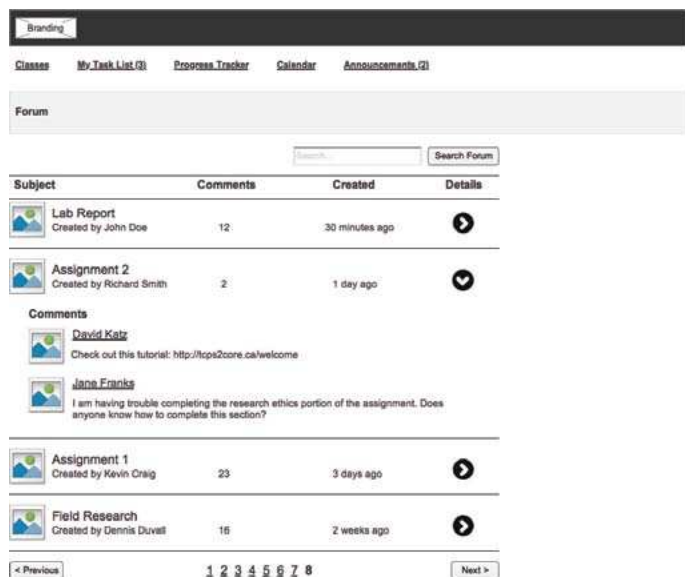 Branding
Classes My Task List (3) Progress Tracker Calendar Announcements (2)
Forum
Search... Search Forum
Subject Comments Created Details
Lab Report
Created by John Doe 12 30 minutes ago
Assignment 2
Created by Richard Smith 2 1 day ago
Comments
David Katz
Check out this tutorial: http://tcps2core.ca/welcome
Jane Franks
I am having trouble completing the research ethics portion of the assignment. Does
anyone know how to complete this section?
Assignment 1
Created by Kevin Craig 23 3 days ago
Field Research
Created by Dennis Duvall 16 2 weeks ago
< Previous 1 2 3 4 5 6 7 8 Next >